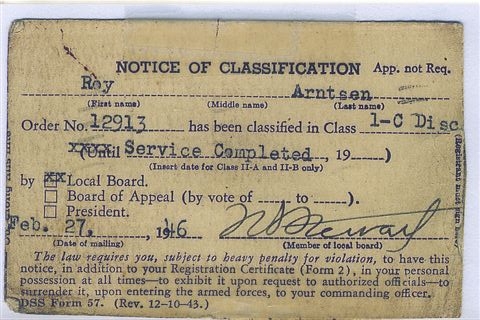 NOTICE OF CLASSIFICATION App. not Req.
Roy Arntsen
(First name) (Middle name) (Last name)
Order No. 12913 has been classified in Class 1-C Disc
(Until Service Completed, 19 )
(Insert date for Class II-A and II-B only)
by xx Local Board.
Board of Appeal (by vote of to ).
President.
Feb. 27, 1946
(Date of mailing) (Member of local board)
The law requires you, subject to heavy penalty for violation, to have this
notice, in addition to your Registration Certificate (Form 2), in your personal
possession at all times—to exhibit it upon request to authorized officials—to
surrender it, upon entering the armed forces, to your commanding officer.
DSS Form 57. (Rev. 12-10-43.)